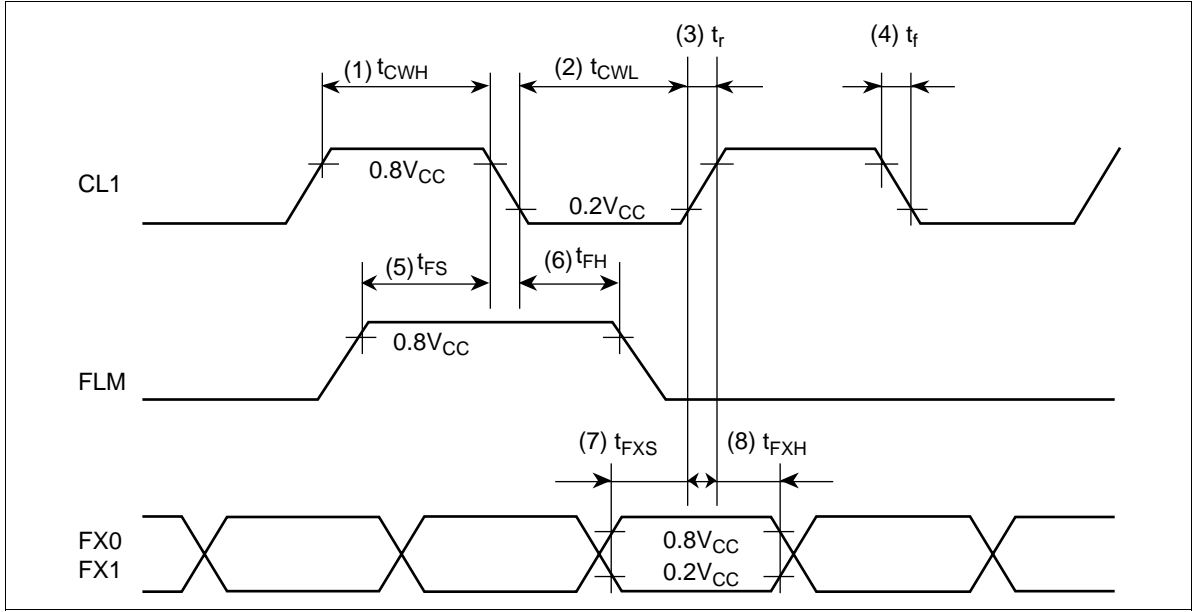 (3) tr
(4) tf
(1) tCWH
(2) tCWL
CL1
0.8VCC
0.2VCC
(5) tFS
(6) tFH
0.8VCC
FLM
(7) tFXS
(8) tFXH
FX0
FX1
0.8VCC
0.2VCC